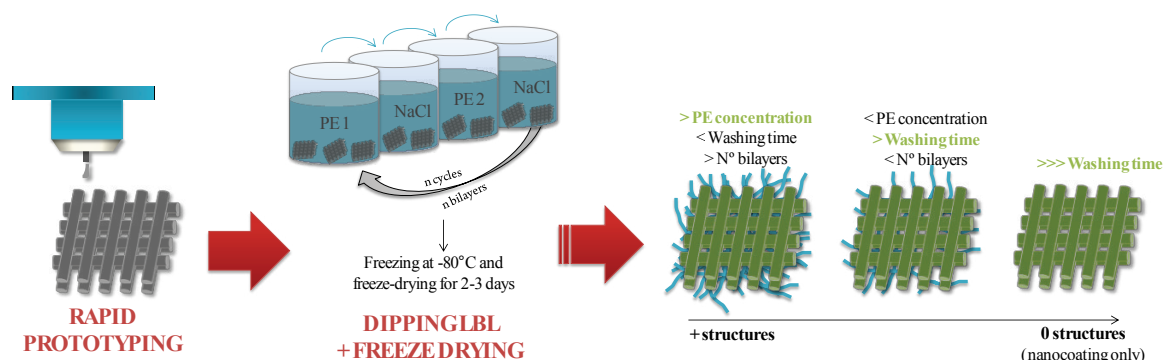 RAPID
PROTOTYPING
PE 1
NaCl
PE 2
NaCl
n cycles
n bilayers
Freezing at -80°C and
freeze-drying for 2-3 days
DIPPING LBL
+ FREEZE DRYING
> PE concentration
< Washing time
> Nº bilayers
< PE concentration
> Washing time
< Nº bilayers
>>> Washing time
+ structures
0 structures
(nanocoating only)